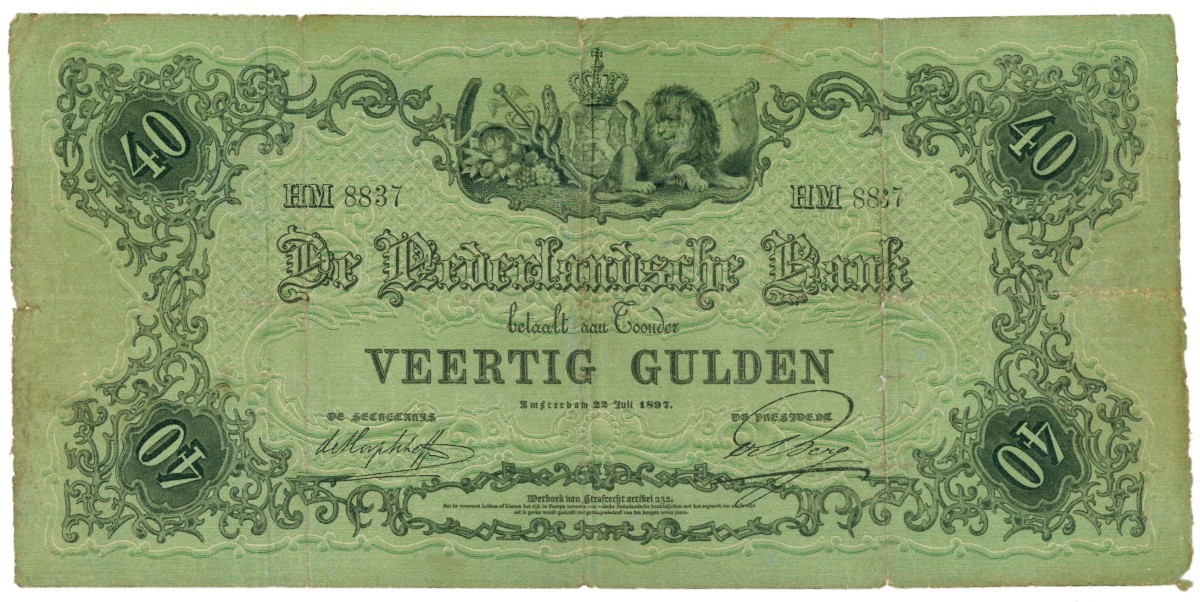 40 40
HM 8837 HM 8837
De Nederlandsche Bank
betaalt aan Toonder
VEERTIG GULDEN
Amsterdam 22 Juli 1897.
DE SECRETARIS DE PRESIDENT
40 40
Wetboek van Strafrecht artikel 232.